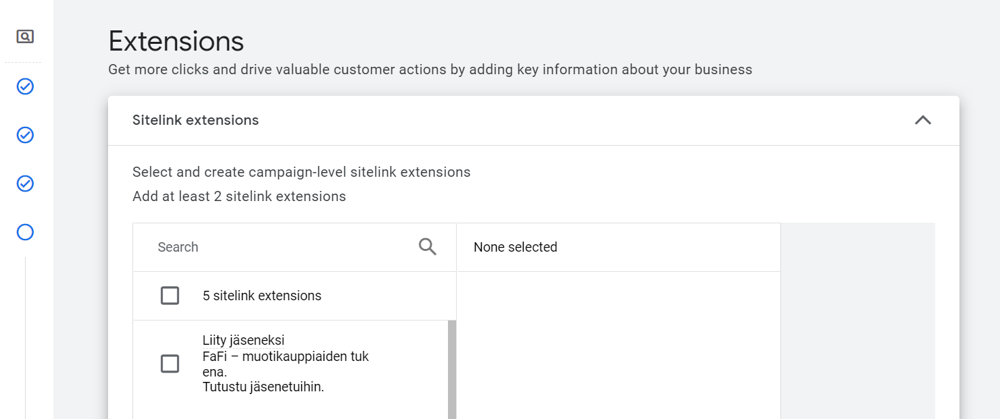 Extensions
Get more clicks and drive valuable customer actions by adding key information about your business
Sitelink extensions
Select and create campaign-level sitelink extensions
Add at least 2 sitelink extensions
Search
None selected
5 sitelink extensions
Liity jäseneksi
FaFi – muotikauppiaiden tuk
ena.
Tutustu jäsenetuihin.